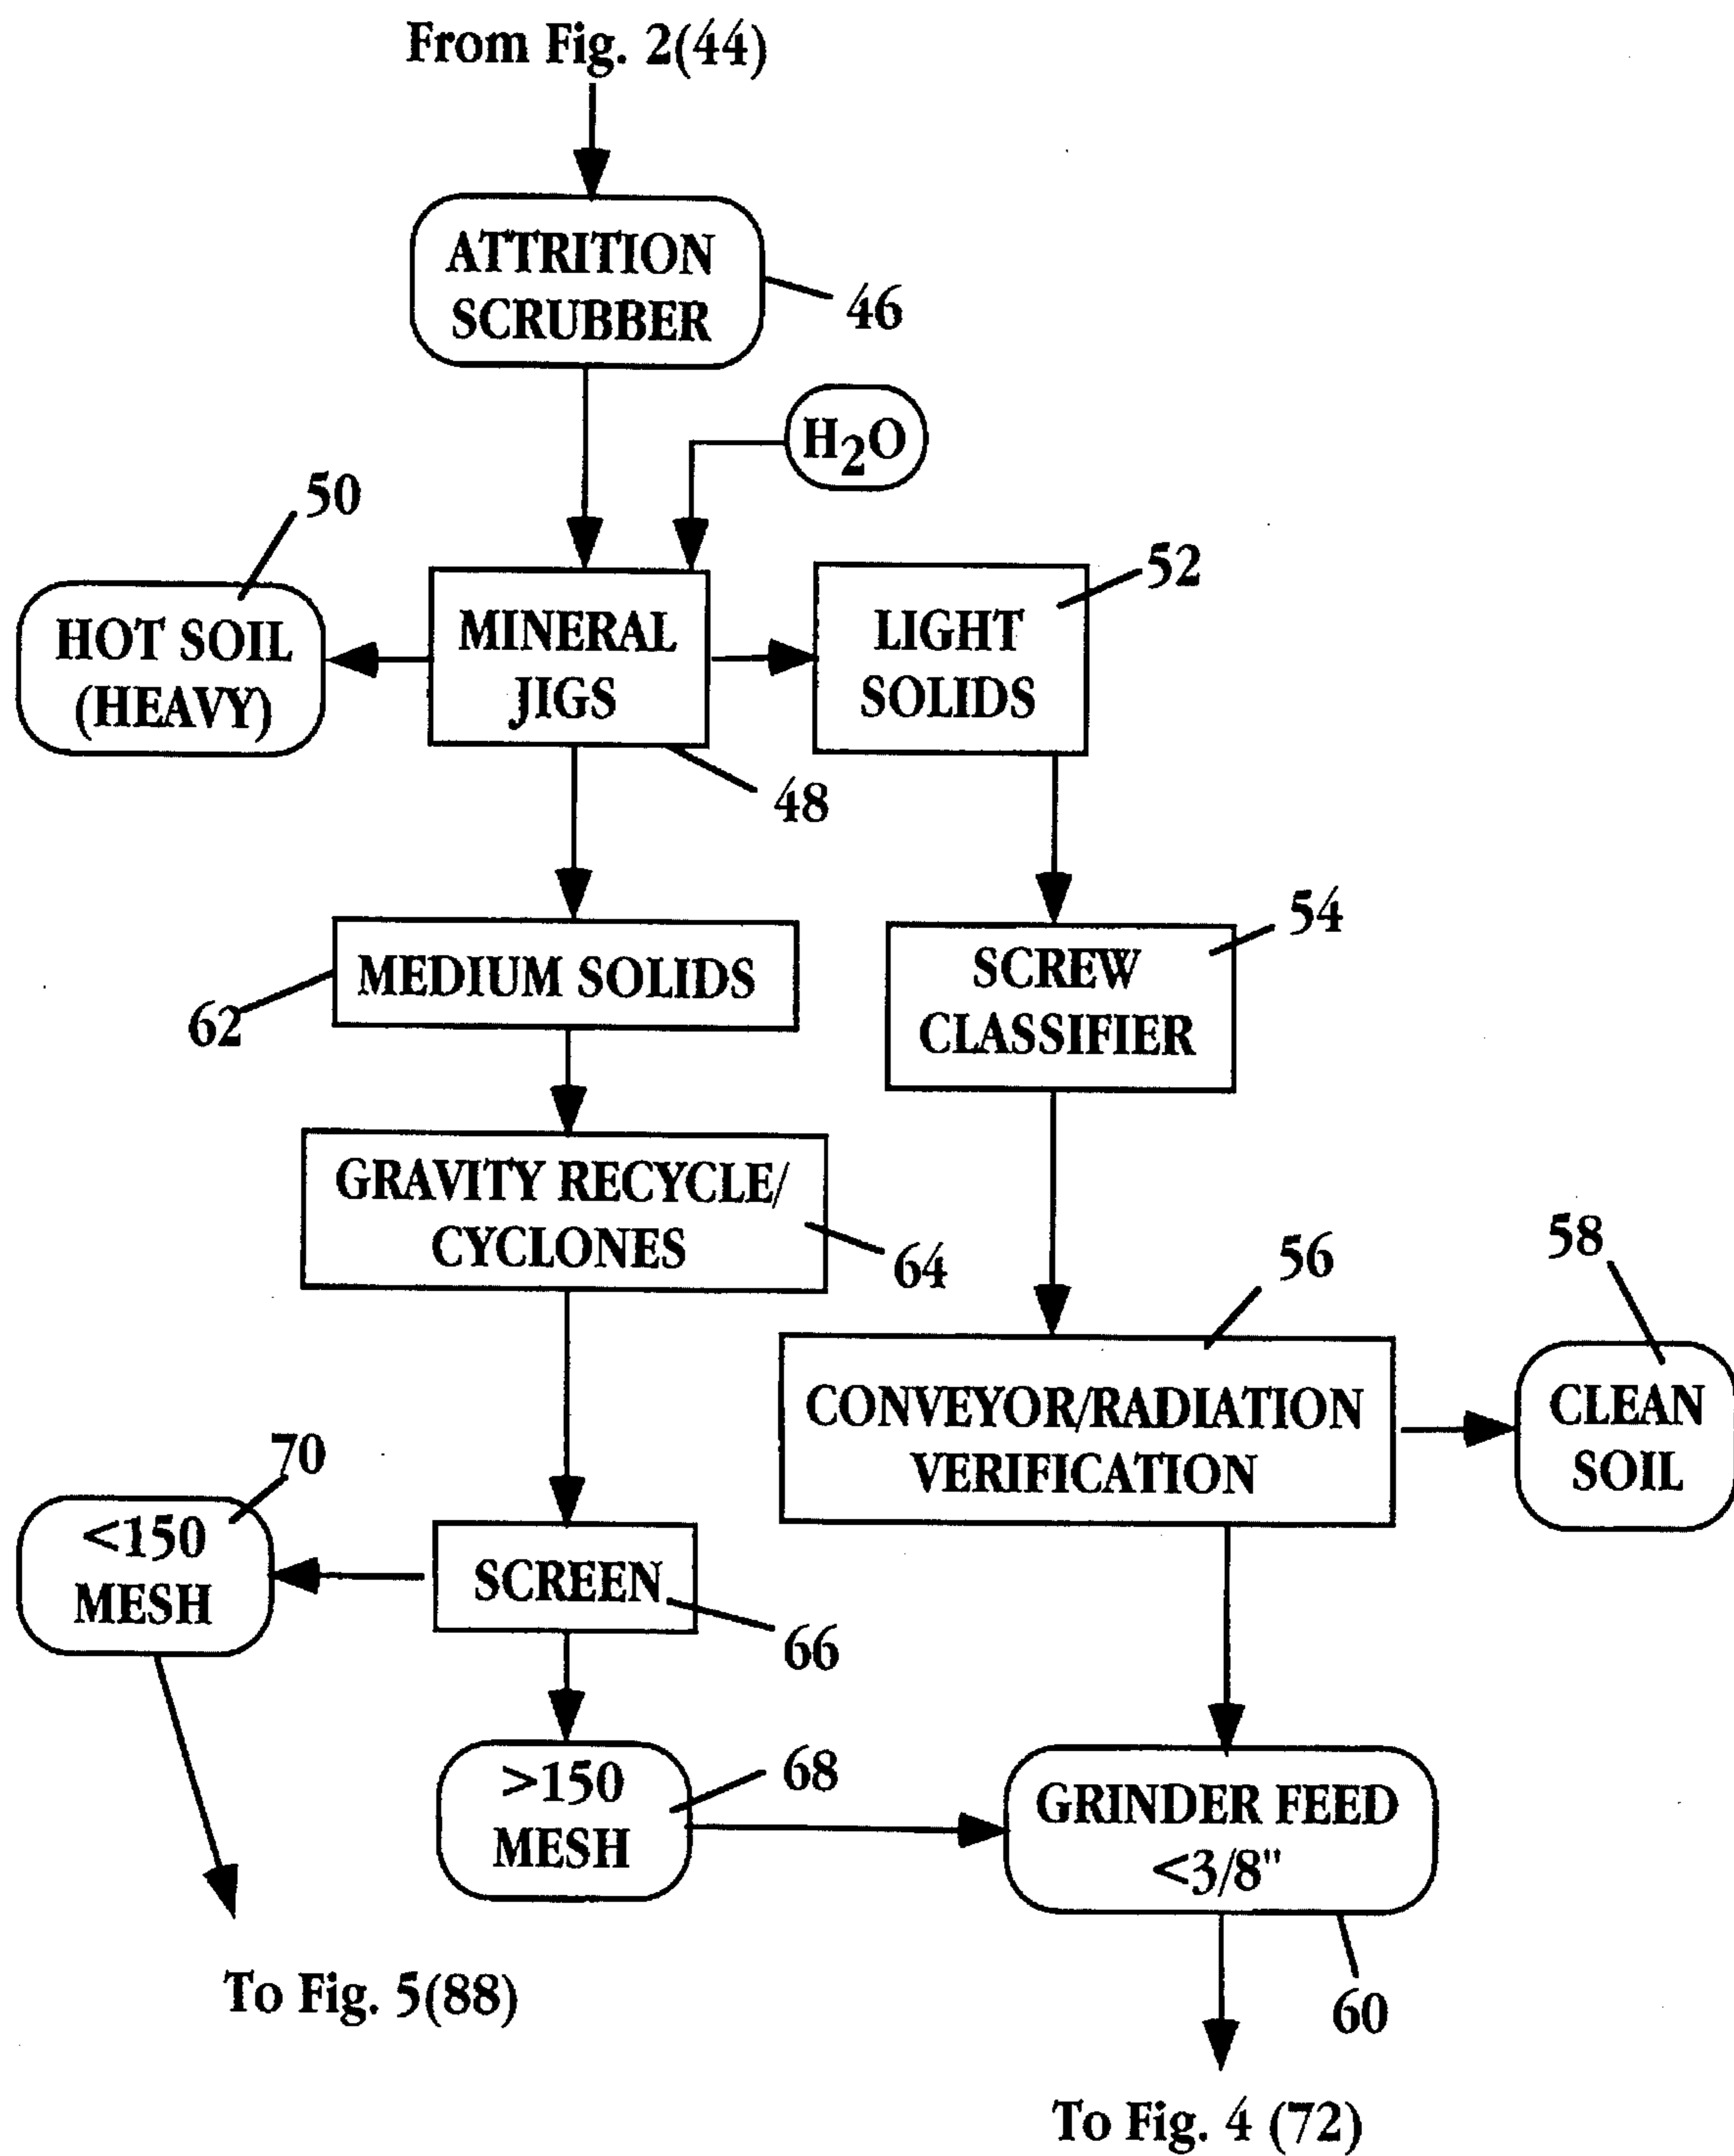 From Fig. 2(44)
ATTRITION
SCRUBBER
46
H2O
50
HOT SOIL
(HEAVY)
MINERAL
JIGS
48
LIGHT
SOLIDS
52
MEDIUM SOLIDS
62
SCREW
CLASSIFIER
54
GRAVITY RECYCLE/
CYCLONES
64
56
CONVEYOR/RADIATION
VERIFICATION
58
CLEAN
SOIL
70
<150
MESH
SCREEN
66
>150
MESH
68
GRINDER FEED
<3/8"
60
To Fig. 5(88)
To Fig. 4 (72)